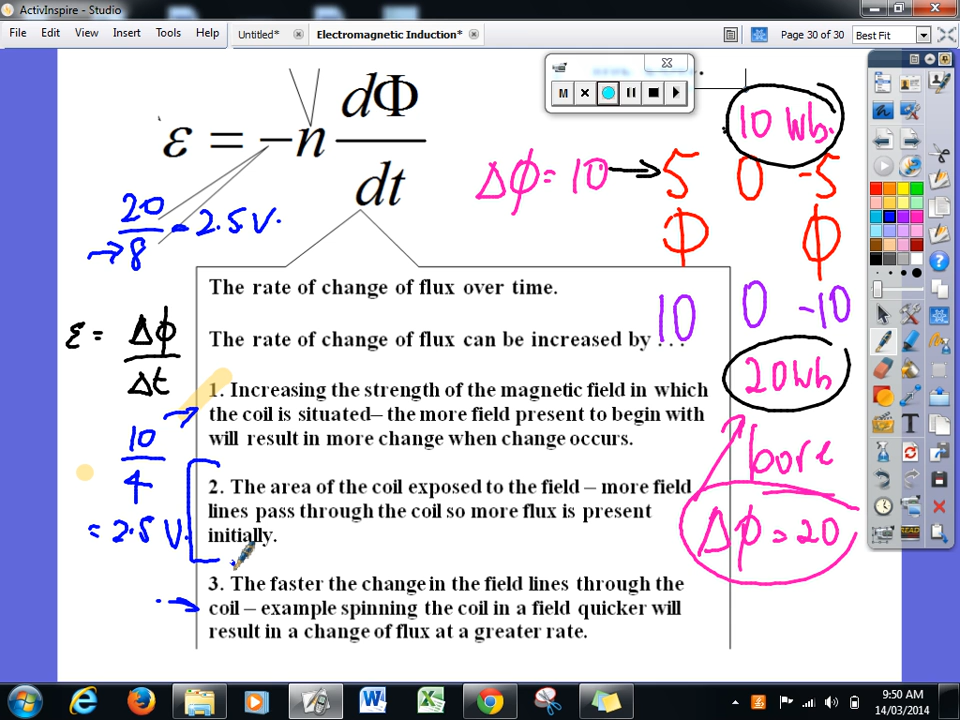 ActivInspire - Studio
File Edit View Insert Tools Help
Untitled*
Electromagnetic Induction*
Page 30 of 30
Best Fit
M
10 Wb.
ε = −n dΦ
dt
Δϕ = 10 → 5 0 -5
20
8
= 2.5 V.
ϕ ϕ
The rate of change of flux over time.
10 0 -10
ε = Δϕ
Δt
The rate of change of flux can be increased by . . .
20 Wb
1. Increasing the strength of the magnetic field in which
the coil is situated– the more field present to begin with
will result in more change when change occurs.
10
4
= 2.5 V.
more
2. The area of the coil exposed to the field – more field
lines pass through the coil so more flux is present
initially.
Δϕ = 20
3. The faster the change in the field lines through the
coil – example spinning the coil in a field quicker will
result in a change of flux at a greater rate.
9:50 AM
14/03/2014